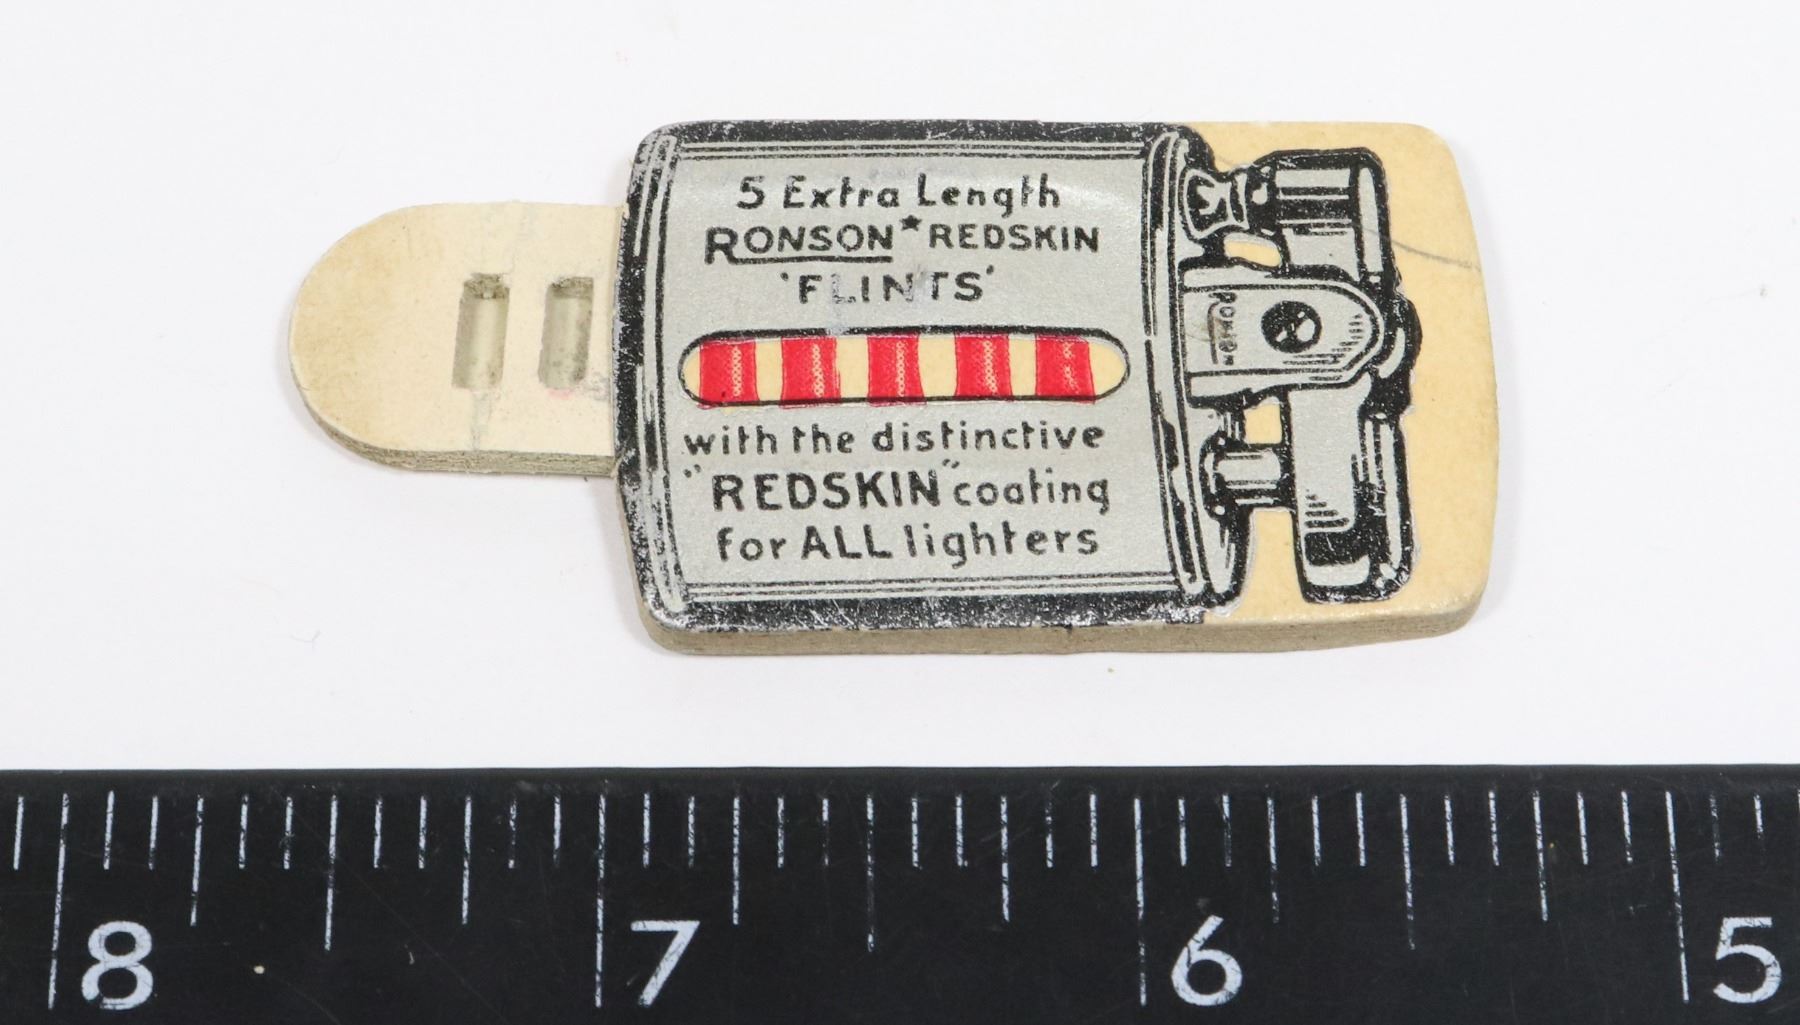 5 Extra Length
RONSON* REDSKIN
'FLINTS'
with the distinctive
"REDSKIN" coating
for ALL lighters
RONSON
8 7 6 5